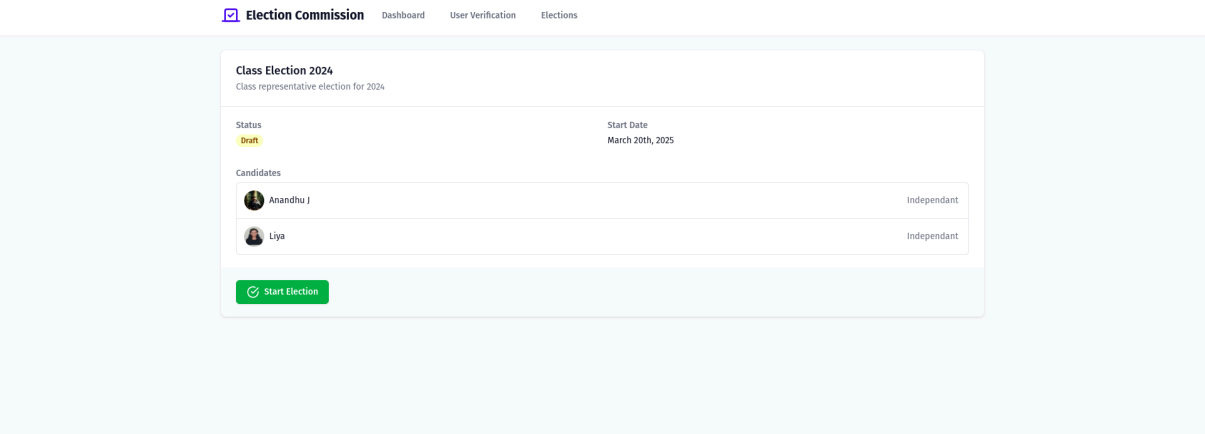 Election Commission Dashboard User Verification Elections
Class Election 2024
Class representative election for 2024
Status Start Date
Draft March 20th, 2025
Candidates
Anandhu J Independant
Liya Independant
Start Election